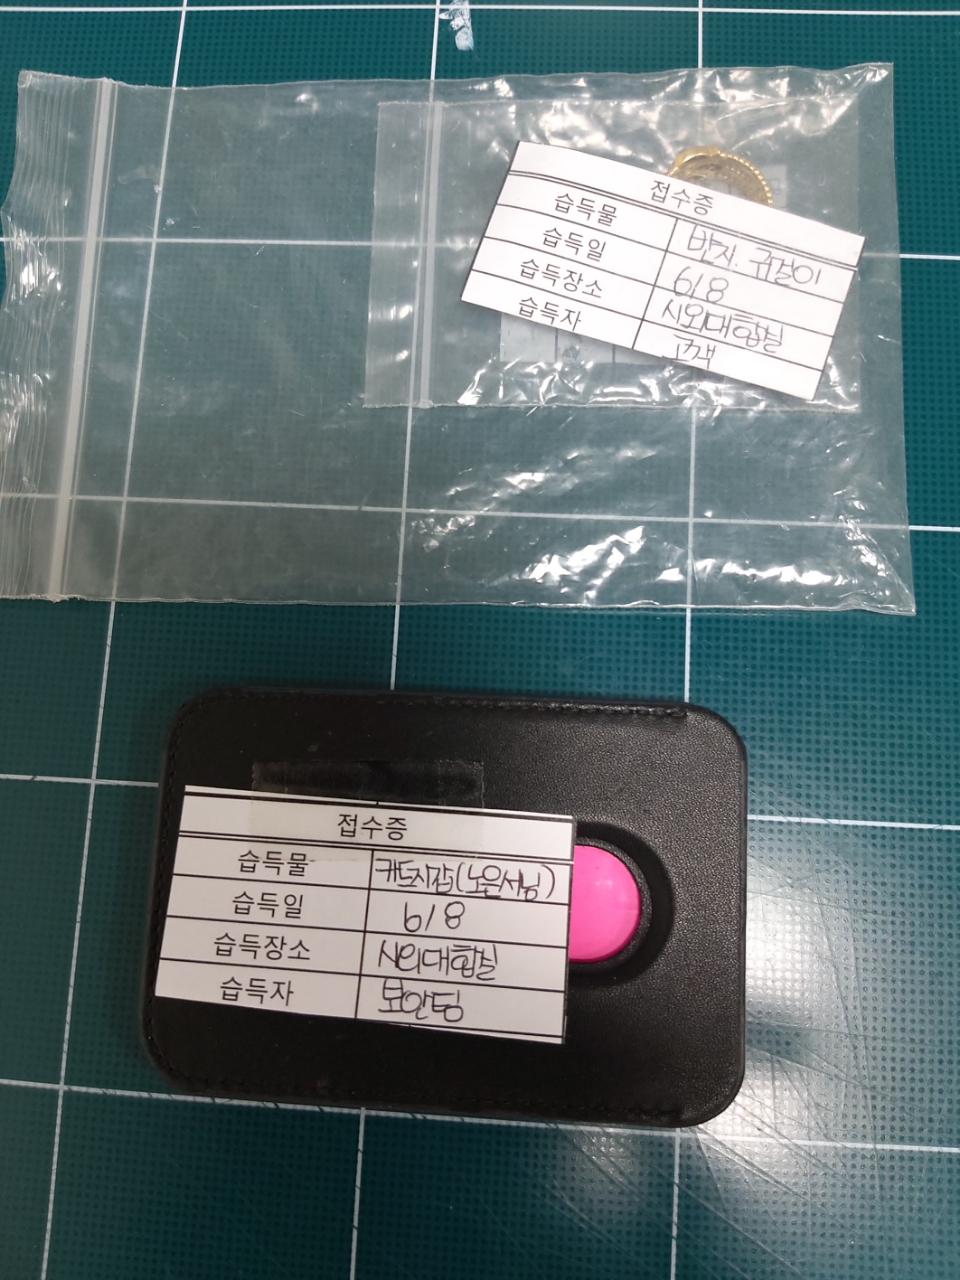 접수증
습득물 반지. 귀걸이
습득일 6/8
습득장소 시외대합실
습득자 고객
접수증
습득물 카드지갑(노은서님)
습득일 6/8
습득장소 시외대합실
습득자 보안팀